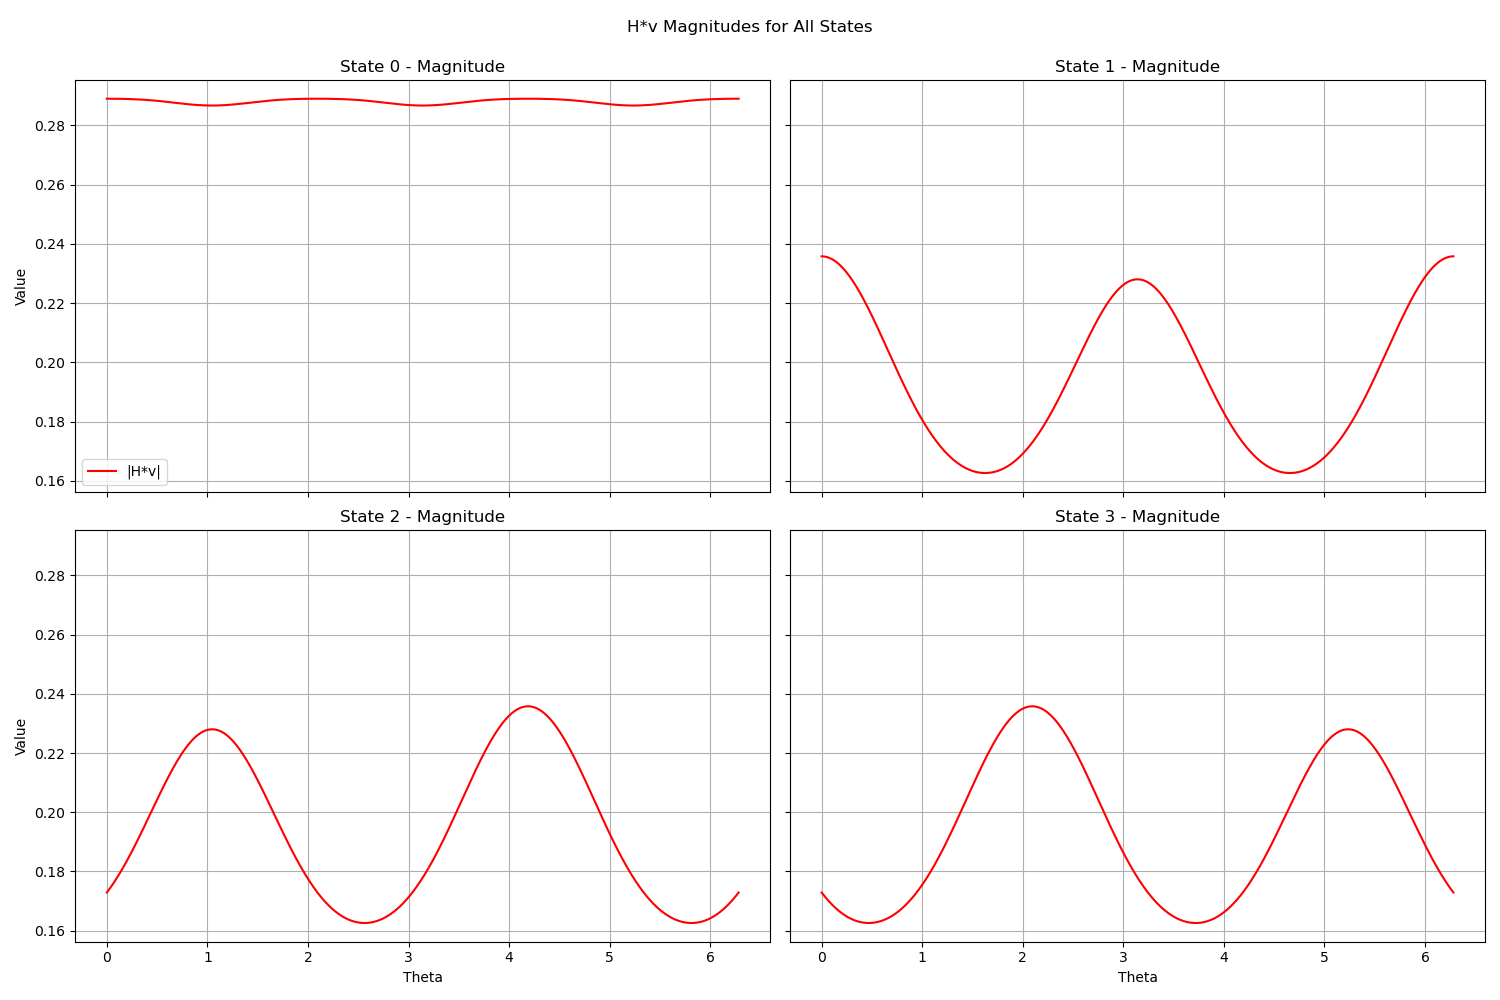 H*v Magnitudes for All States
State 0 - Magnitude
State 1 - Magnitude
Value
0.28
0.26
0.24
0.22
0.20
0.18
0.16
|H*v|
State 2 - Magnitude
State 3 - Magnitude
Value
0.28
0.26
0.24
0.22
0.20
0.18
0.16
0 1 2 3 4 5 6
0 1 2 3 4 5 6
Theta
Theta